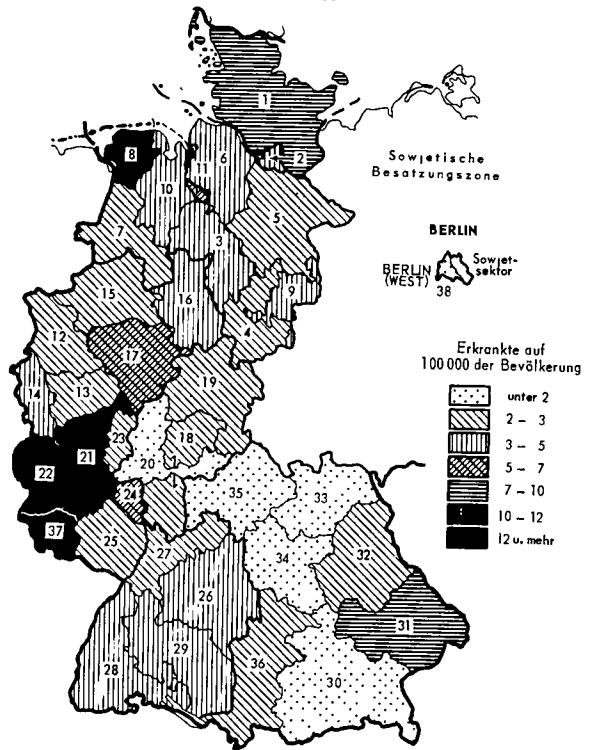 1
2
Sowjetische
Besatzungszone
8
6
11
10
5
7
3
BERLIN
BERLIN
(WEST)
Sowjet-
sektor
38
15
16
9
12
4
17
Erkrankte auf
100 000 der Bevölkerung
14
13
19
unter 2
2 – 3
3 – 5
5 – 7
7 – 10
10 – 12
12 u. mehr
23
18
21
20
22
24
35
33
37
25
27
34
32
26
31
29
28
36
30